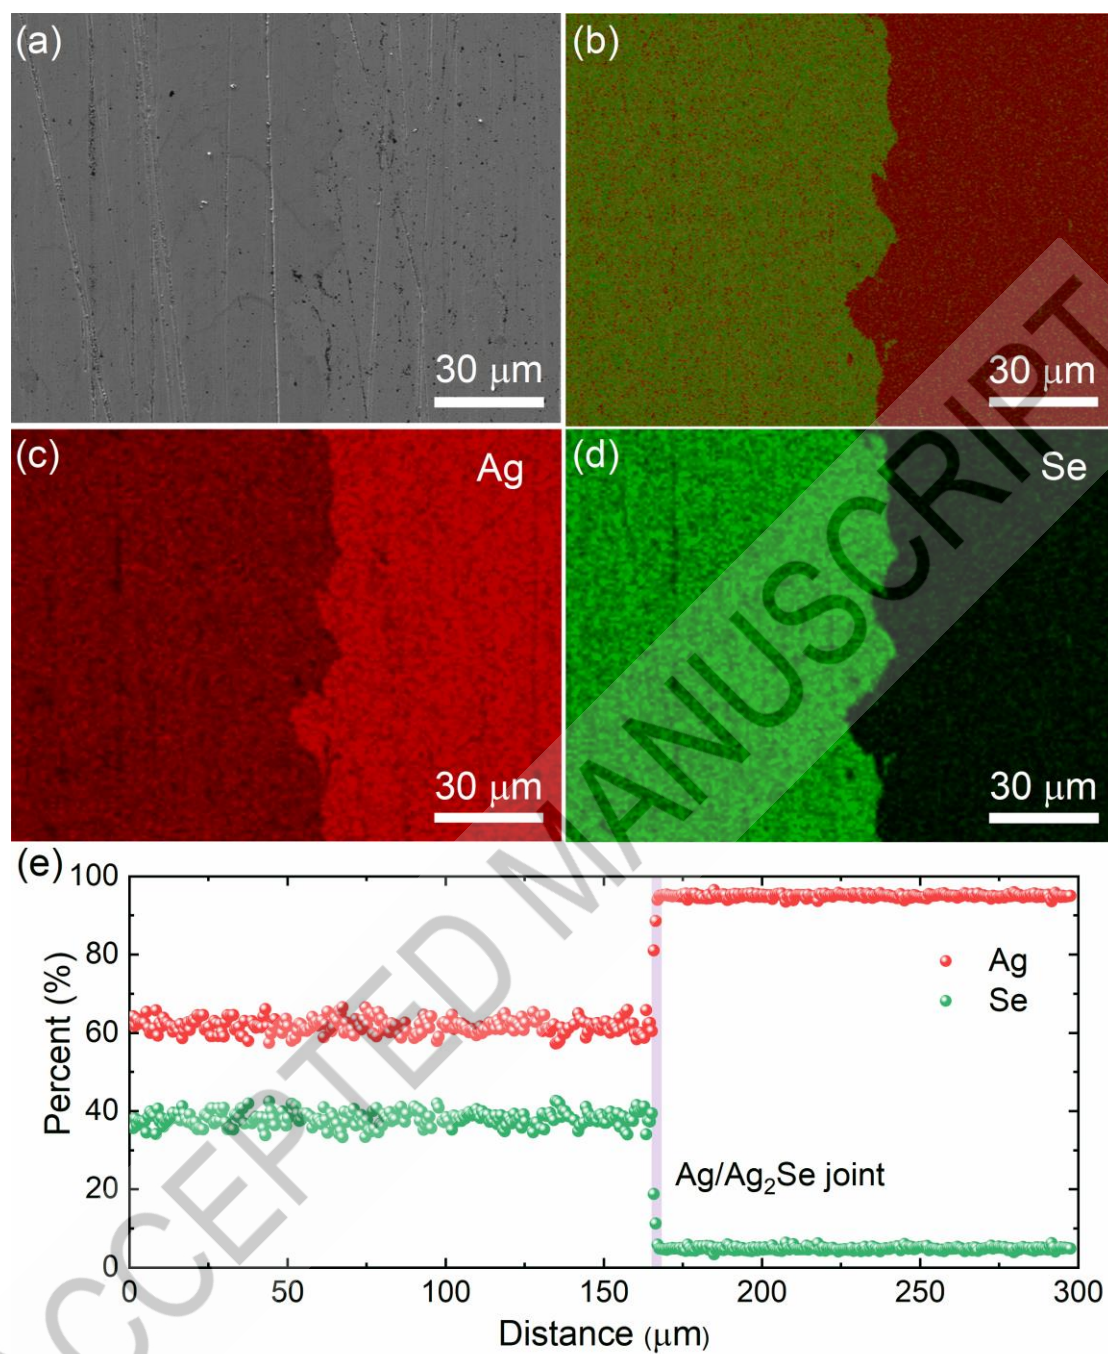 (a)
30 μm
(b)
30 μm
(c)
Ag
30 μm
(d)
Se
30 μm
(e)
100
80
60
40
20
0
Percent (%)
Ag
Se
Ag/Ag₂Se joint
0 50 100 150 200 250 300
Distance (μm)
CCEPTED MANUSCRIPT